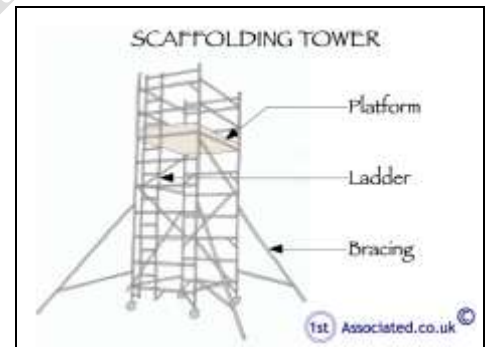 SCAFFOLDING TOWER
Platform
Ladder
Bracing
1st Associated.co.uk ©